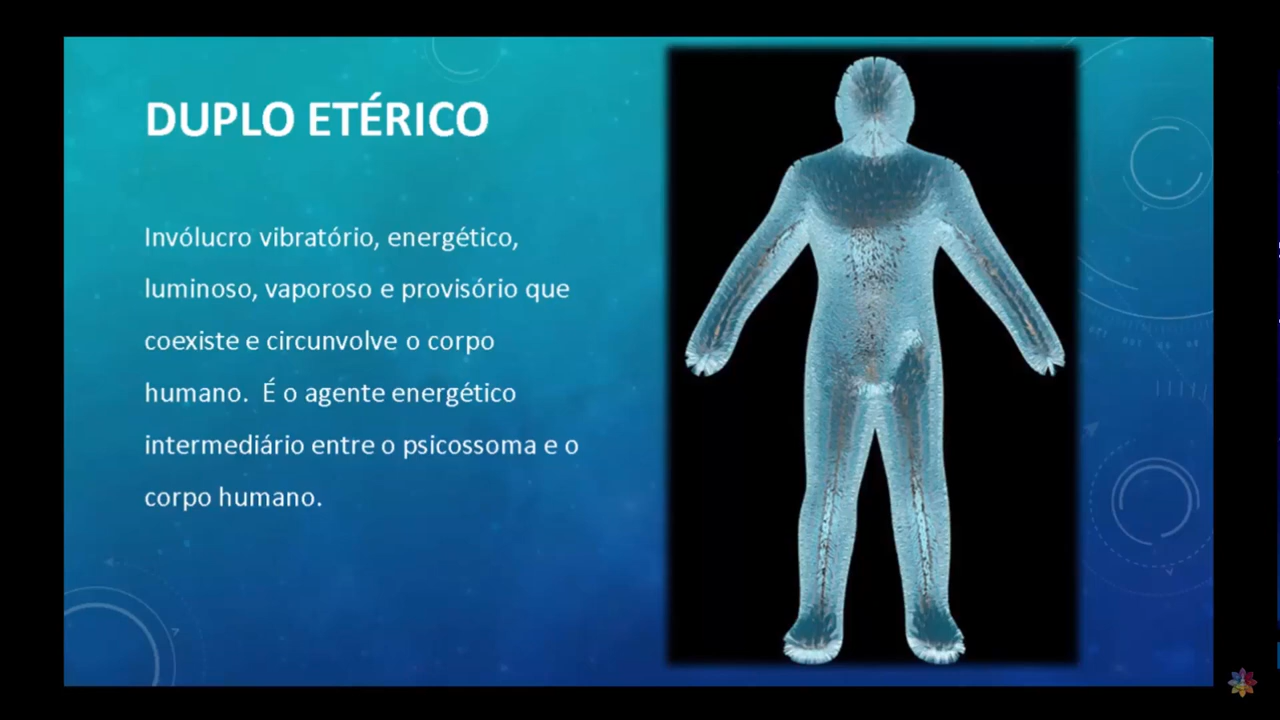 DUPLO ETÉRICO
Invólucro vibratório, energético,
luminoso, vaporoso e provisório que
coexiste e circunvolve o corpo
humano.  É o agente energético
intermediário entre o psicossoma e o
corpo humano.